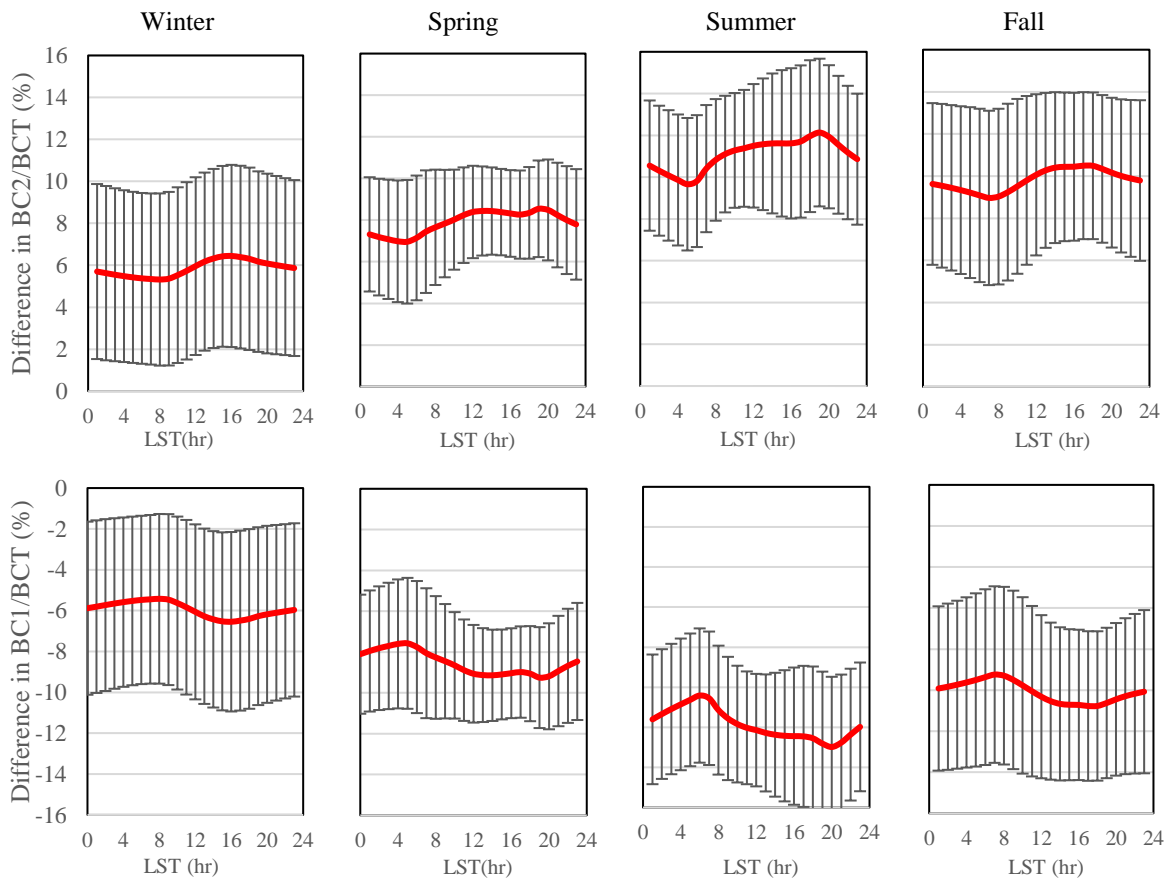 Winter Spring Summer Fall
Difference in BC2/BCT (%)
16
14
12
10
8
6
4
2
0
0 4 8 12 16 20 24
LST(hr)
0 4 8 12 16 20 24
LST (hr)
0 4 8 12 16 20 24
LST (hr)
0 4 8 12 16 20 24
LST (hr)
Difference in BC1/BCT (%)
0
-2
-4
-6
-8
-10
-12
-14
-16
0 4 8 12 16 20 24
LST (hr)
0 4 8 12 16 20 24
LST(hr)
0 4 8 12 16 20 24
LST (hr)
0 4 8 12 16 20 24
LST (hr)